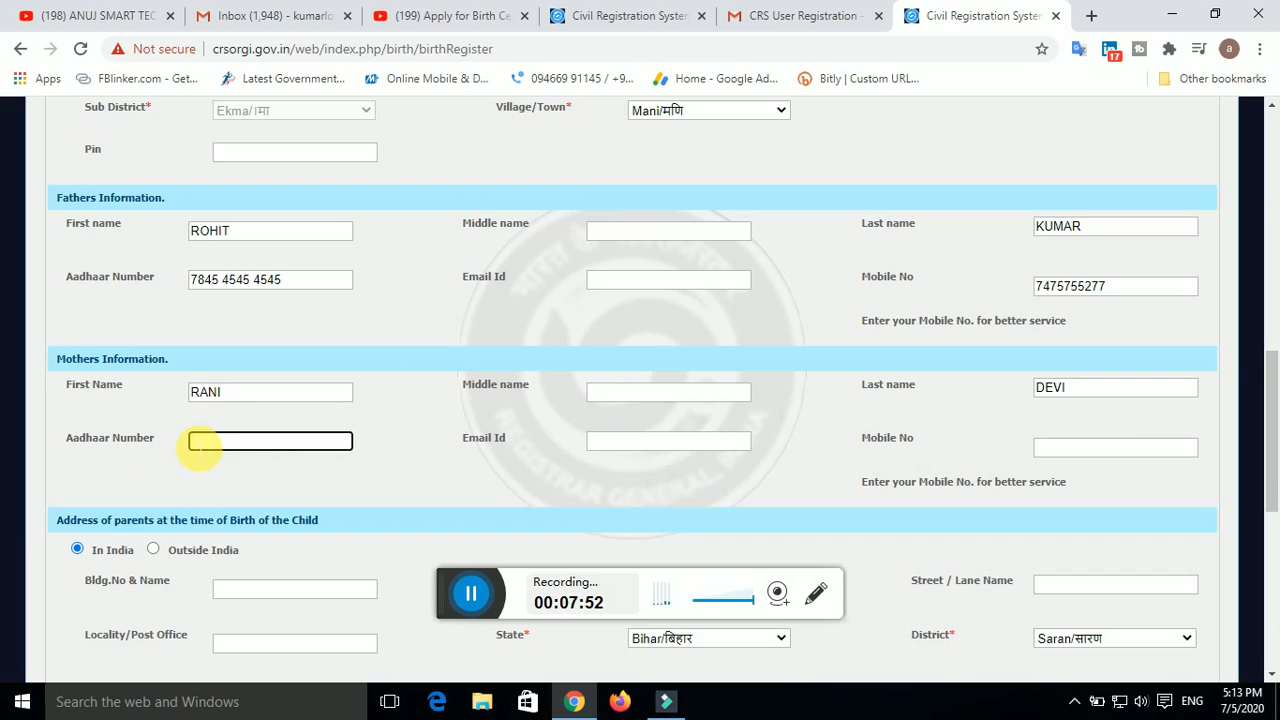 (198) ANUJ SMART TEC
Inbox (1,948) - kumarlo
(199) Apply for Birth Ce
Civil Registration System
CRS User Registration -
Civil Registration System
Not secure
crsorgi.gov.in/web/index.php/birth/birthRegister
17
a
Apps
FBlinker.com - Get...
Latest Government...
Online Mobile & D...
094669 91145 / +9...
Home - Google Ad...
Bitly | Custom URL...
Other bookmarks
Sub District*
Village/Town*
Mani/मणि
Pin
Fathers Information.
First name
ROHIT
Middle name
Last name
KUMAR
Aadhaar Number
7845 4545 4545
Email Id
Mobile No
7475755277
Enter your Mobile No. for better service
Mothers Information.
First Name
RANI
Middle name
Last name
DEVI
Aadhaar Number
Email Id
Mobile No
Enter your Mobile No. for better service
Address of parents at the time of Birth of the Child
In India
Outside India
Bldg.No & Name
Street / Lane Name
Recording...
00:07:52
Locality/Post Office
State*
Bihar/बिहार
District*
Saran/सारण
Search the web and Windows
ENG
5:13 PM
7/5/2020